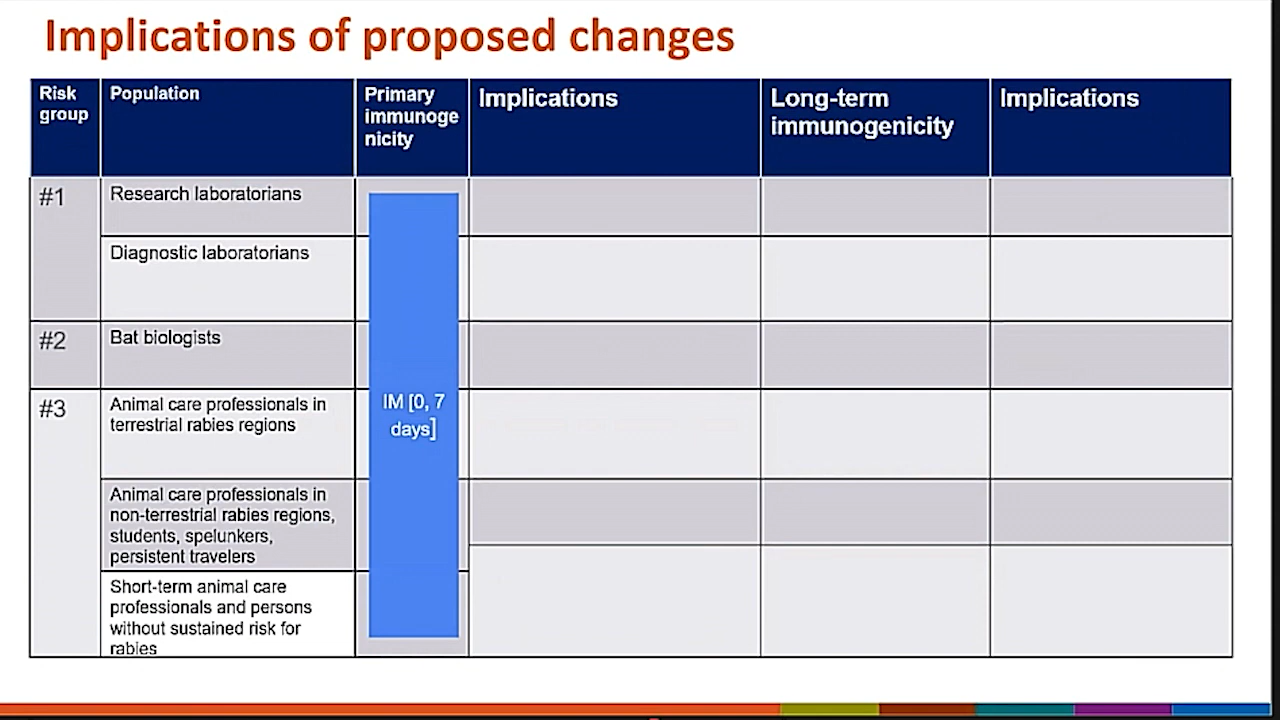 Implications of proposed changes
Risk
group
Population
Primary
immunoge
nicity
Implications
Long-term
immunogenicity
Implications
#1
Research laboratorians
Diagnostic laboratorians
#2
Bat biologists
IM [0, 7
days]
#3
Animal care professionals in
terrestrial rabies regions
Animal care professionals in
non-terrestrial rabies regions,
students, spelunkers,
persistent travelers
Short-term animal care
professionals and persons
without sustained risk for
rabies